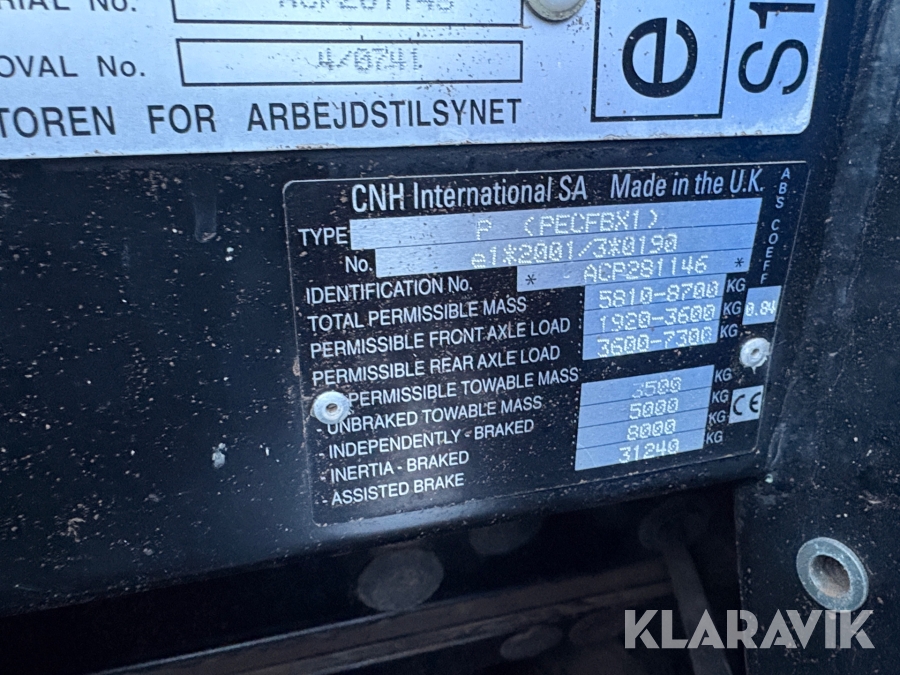 RIAL No. ACP281146
OVAL No. 4/0741
TOREN FOR ARBEJDSTILSYNET
e S1
CNH International SA Made in the U.K.
TYPE P (PECFBX1)
No. e1*2001/3*0190
IDENTIFICATION No. * ACP281146 *
TOTAL PERMISSIBLE MASS 5810-8700 KG
PERMISSIBLE FRONT AXLE LOAD 1920-3600 KG
PERMISSIBLE REAR AXLE LOAD 3600-7300 KG
PERMISSIBLE TOWABLE MASS
UNBRAKED TOWABLE MASS 3500 KG
- INDEPENDENTLY - BRAKED 5000 KG
- INERTIA - BRAKED 8000 KG
- ASSISTED BRAKE 31240 KG
ABS COEFF
0.84
CE
KLARAVIK